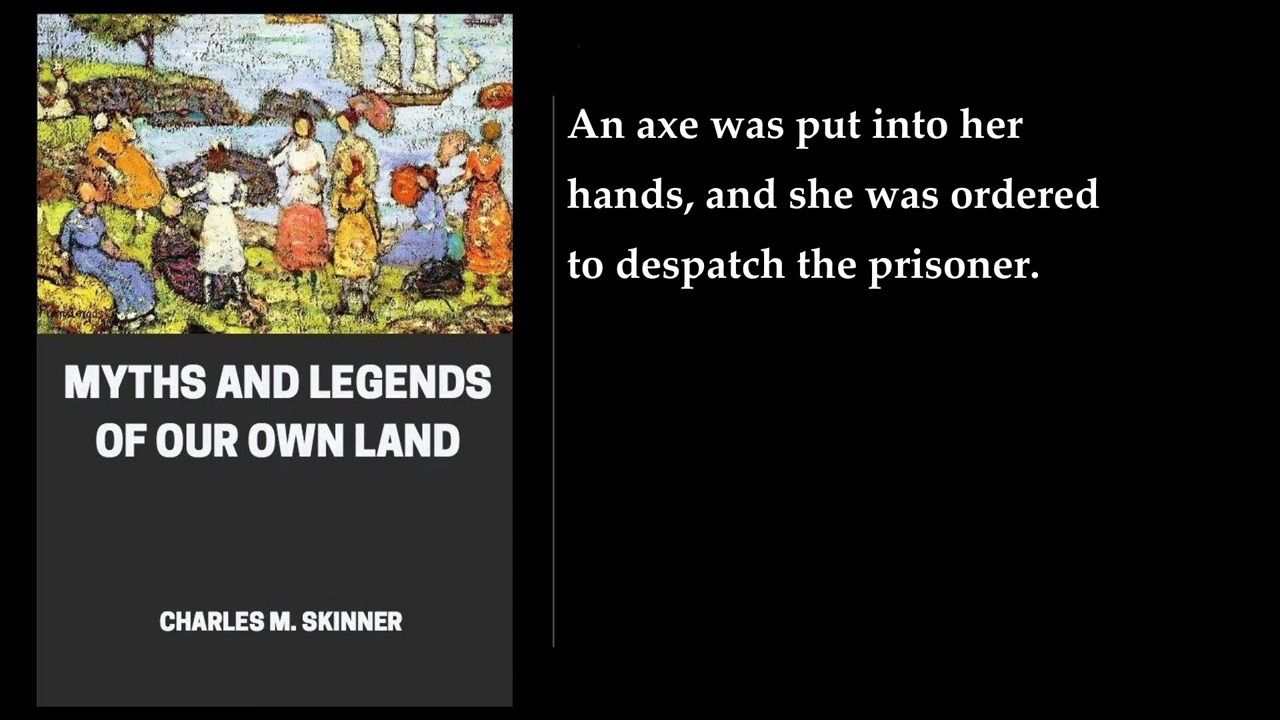 MYTHS AND LEGENDS
OF OUR OWN LAND
CHARLES M. SKINNER
An axe was put into her
hands, and she was ordered
to despatch the prisoner.